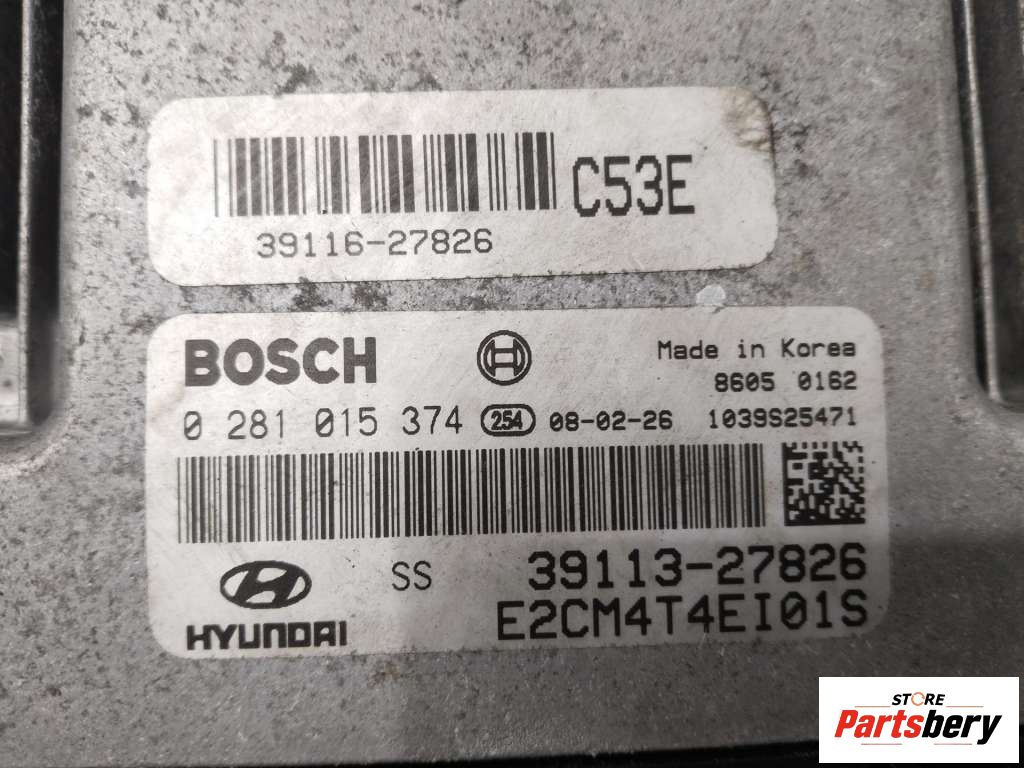 C53E
39116-27826
BOSCH
Made in Korea
8605 0162
0 281 015 374 254 08-02-26 1039S25471
SS 39113-27826
HYUNDAI E2CM4T4EI01S
STORE
Partsbery